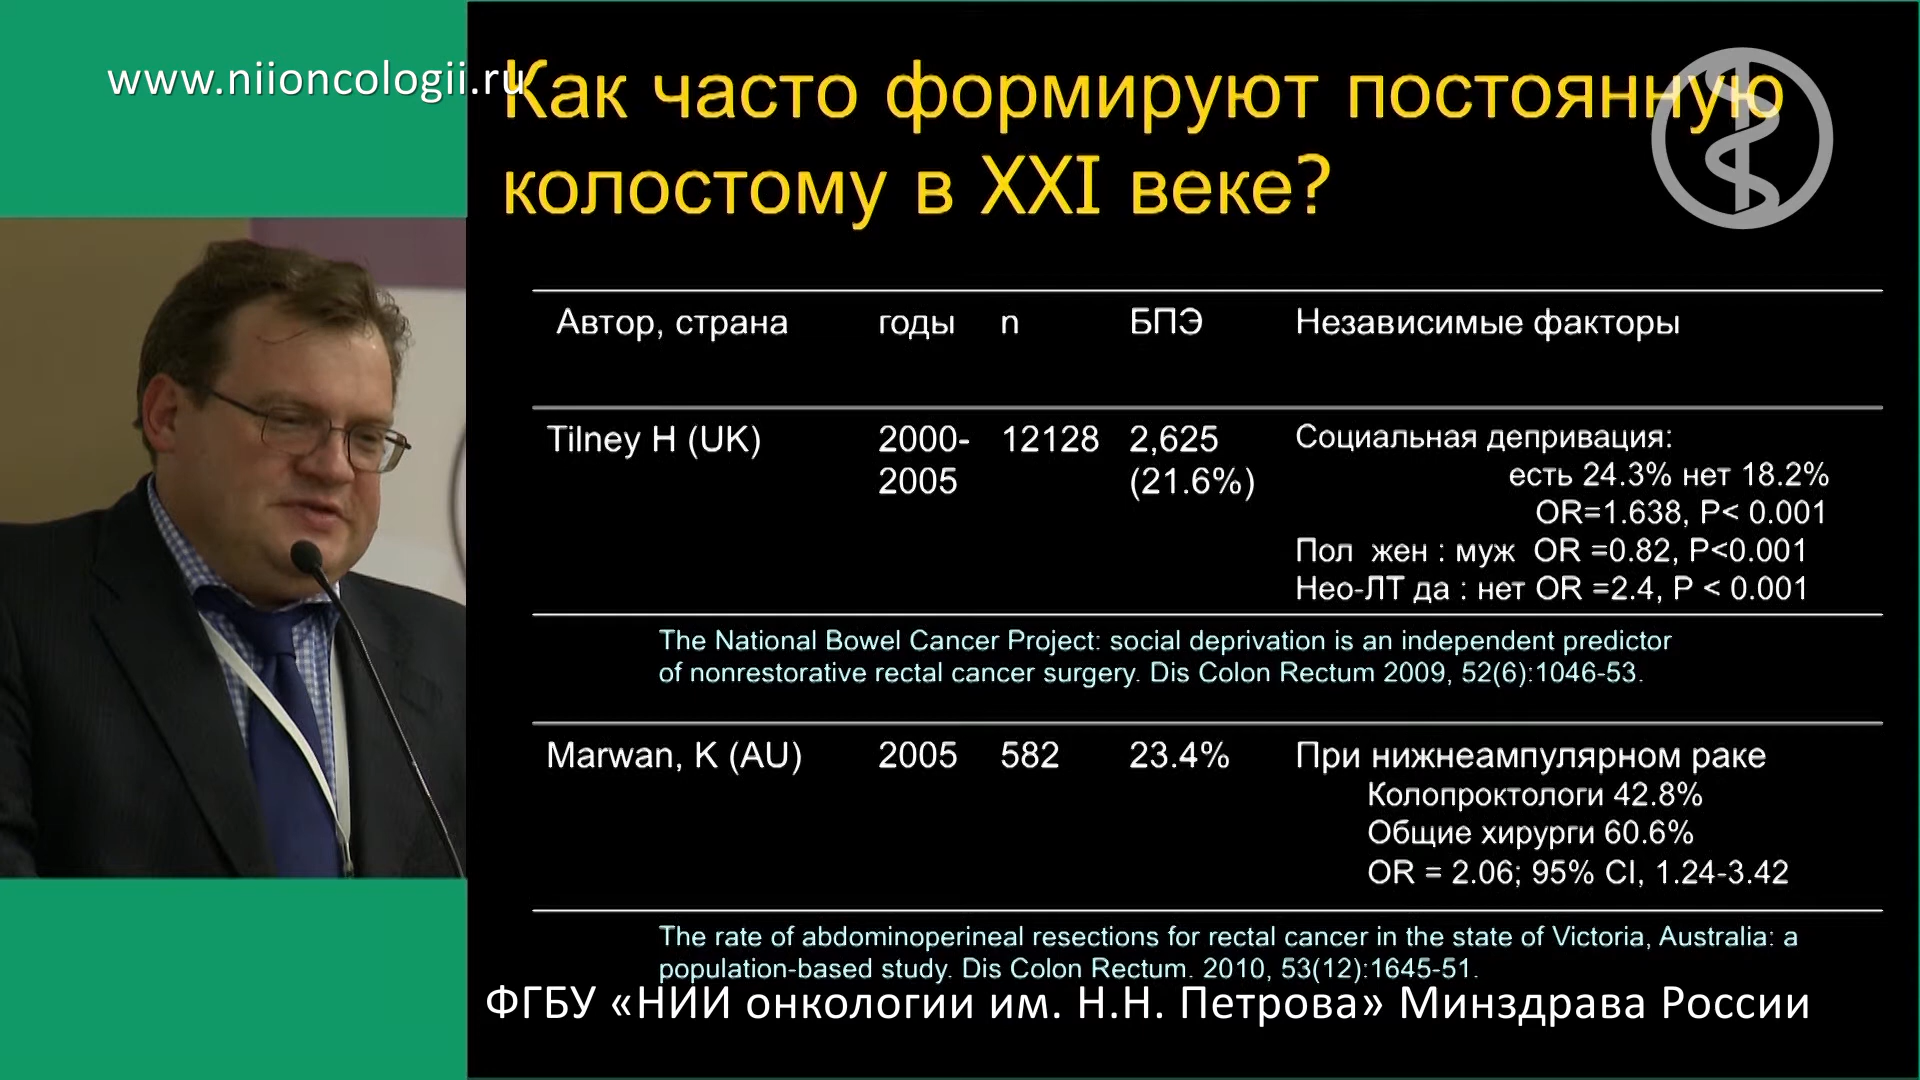 www.niioncologii.ru
Как часто формируют постоянную
колостому в XXI веке?
Автор, страна годы n БПЭ Независимые факторы
Tilney H (UK) 2000- 12128 2,625 Социальная депривация:
2005 (21.6%) есть 24.3% нет 18.2%
OR=1.638, P< 0.001
Пол жен : муж OR =0.82, P<0.001
Нео-ЛТ да : нет OR =2.4, P < 0.001
The National Bowel Cancer Project: social deprivation is an independent predictor
of nonrestorative rectal cancer surgery. Dis Colon Rectum 2009, 52(6):1046-53.
Marwan, K (AU) 2005 582 23.4% При нижнеампулярном раке
Колопроктологи 42.8%
Общие хирурги 60.6%
OR = 2.06; 95% CI, 1.24-3.42
The rate of abdominoperineal resections for rectal cancer in the state of Victoria, Australia: a
population-based study. Dis Colon Rectum. 2010, 53(12):1645-51.
ФГБУ «НИИ онкологии им. Н.Н. Петрова» Минздрава России